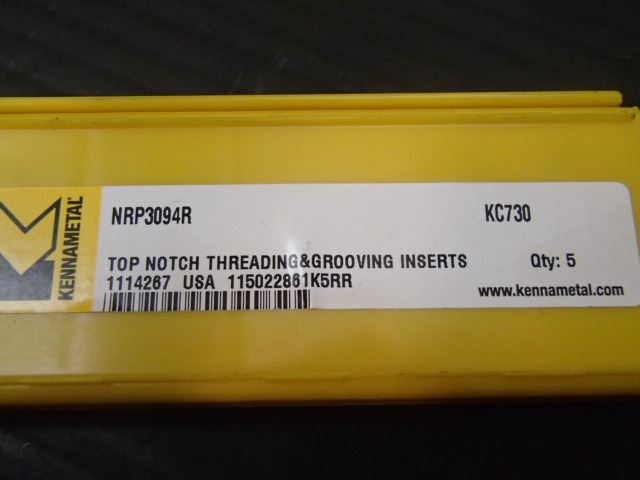 KENNAMETAL®
NRP3094R KC730
TOP NOTCH THREADING&GROOVING INSERTS Qty: 5
1114267 USA 115022861K5RR
www.kennametal.com